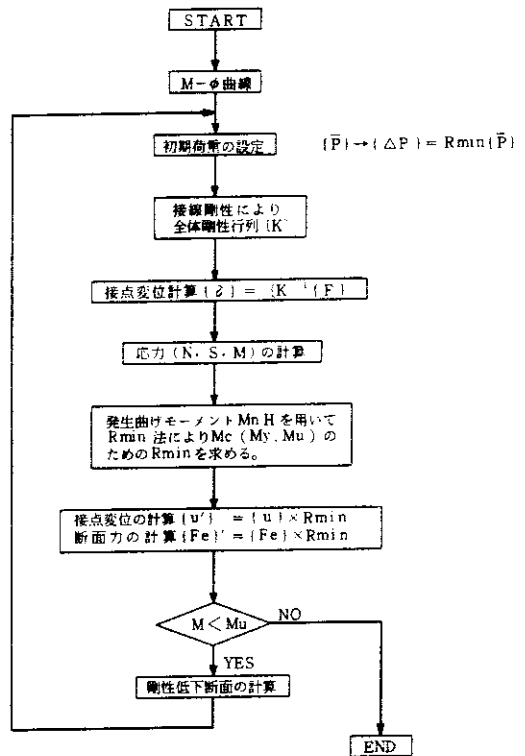 START
M－φ曲線
初期荷重の設定
{P̄}→{△P}＝Rmin{P̄}
接線剛性により
全体剛性行列[K]
接点変位計算{δ}＝[K]⁻¹{F}
応力(N．S．M)の計算
発生曲げモーメントMnHを用いて
Rmin法によりMc(My、Mu)の
ためのRminを求める。
接点変位の計算{u'}＝{u}×Rmin
断面力の計算{Fe}'＝{Fe}×Rmin
M＜Mu
NO
YES
剛性低下断面の計算
END